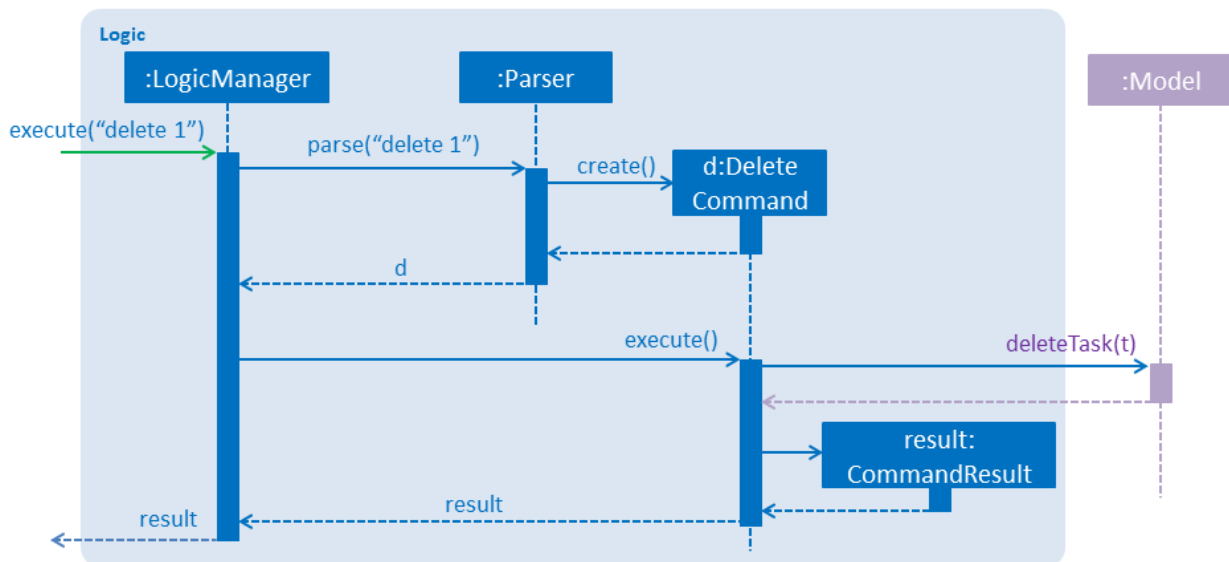 Logic
:LogicManager
:Parser
:Model
execute(“delete 1”)
parse(“delete 1”)
create()
d:Delete
Command
d
execute()
deleteTask(t)
result:
CommandResult
result
result